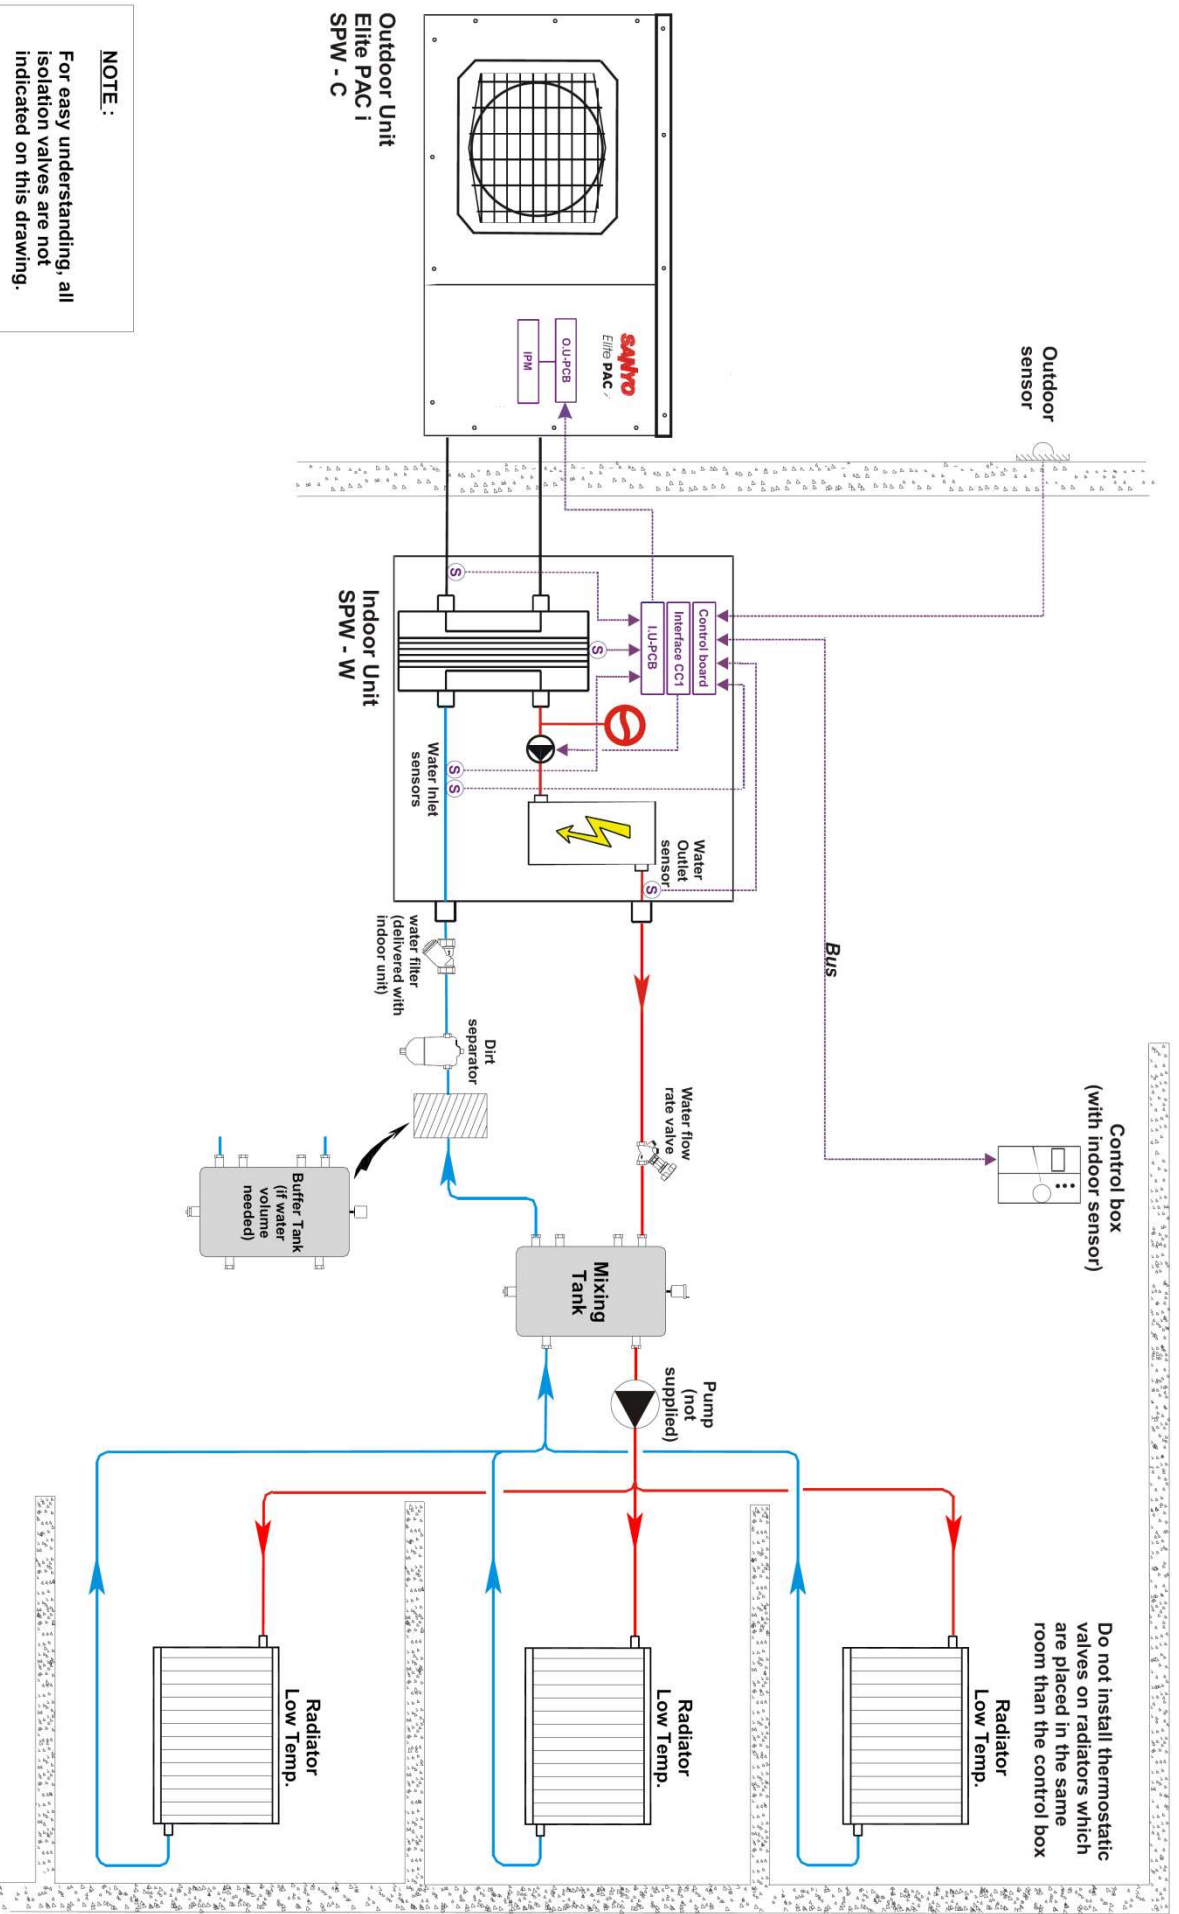 Outdoor Unit
Elite PAC i
SPW - C
SANYO
Elite PAC i
O.U-PCB
IPM
Outdoor
sensor
Control board
Interface CC1
I.U-PCB
S
S
S
S
S
Indoor Unit
SPW - W
Water Inlet
sensors
Water
Outlet
sensor
Bus
Control box
(with indoor sensor)
water filter
(delivered with
indoor unit)
Dirt
separator
Water flow
rate valve
Buffer Tank
(if water
volume
needed)
Mixing
Tank
Pump
(not
supplied)
Do not install thermostatic
valves on radiators which
are placed in the same
room than the control box
Radiator
Low Temp.
Radiator
Low Temp.
Radiator
Low Temp.
NOTE :
For easy understanding, all
isolation valves are not
indicated on this drawing.